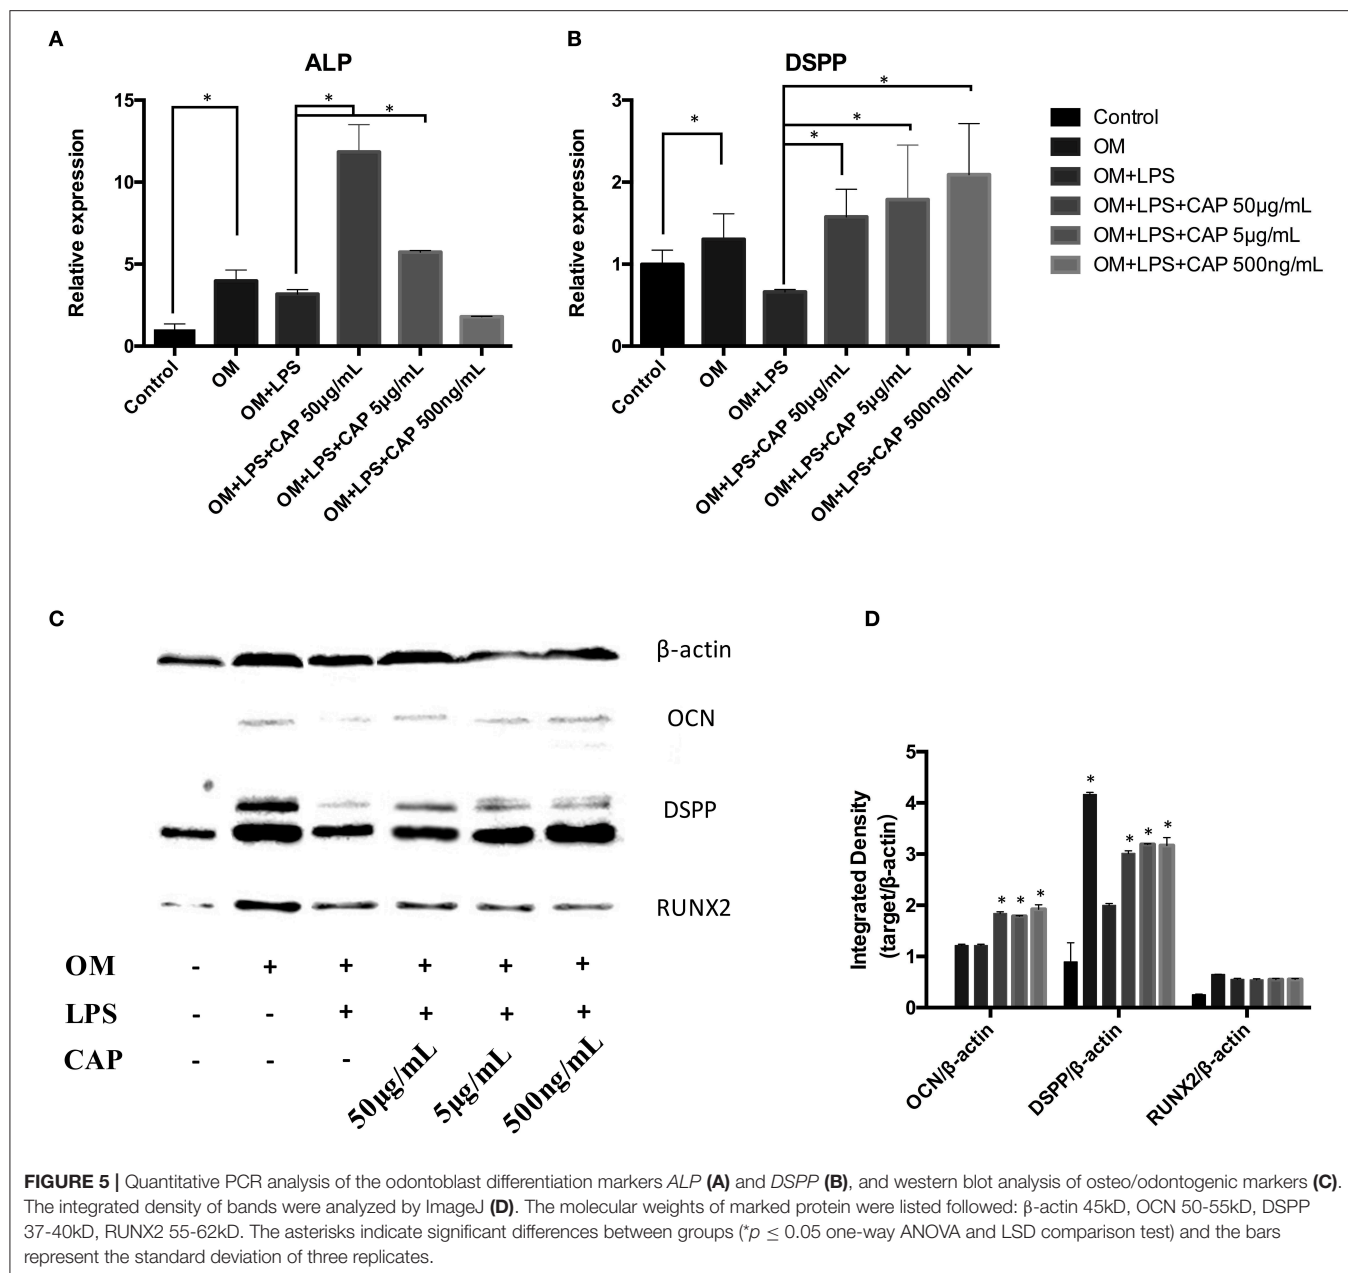 A
ALP
Relative expression
15
10
5
0
*
*
*
Control
OM
OM+LPS
OM+LPS+CAP 50µg/mL
OM+LPS+CAP 5µg/mL
OM+LPS+CAP 500ng/mL
B
DSPP
Relative expression
3
2
1
0
*
*
*
*
Control
OM
OM+LPS
OM+LPS+CAP 50µg/mL
OM+LPS+CAP 5µg/mL
OM+LPS+CAP 500ng/mL
Control
OM
OM+LPS
OM+LPS+CAP 50µg/mL
OM+LPS+CAP 5µg/mL
OM+LPS+CAP 500ng/mL
C
β-actin
OCN
DSPP
RUNX2
OM - + + + + +
LPS - - + + + +
CAP - - - 50µg/mL 5µg/mL 500ng/mL
D
Integrated Density
(target/β-actin)
5
4
3
2
1
0
* * *
* * * *
OCN/β-actin
DSPP/β-actin
RUNX2/β-actin
FIGURE 5 | Quantitative PCR analysis of the odontoblast differentiation markers ALP (A) and DSPP (B), and western blot analysis of osteo/odontogenic markers (C).
The integrated density of bands were analyzed by ImageJ (D). The molecular weights of marked protein were listed followed: β-actin 45kD, OCN 50-55kD, DSPP
37-40kD, RUNX2 55-62kD. The asterisks indicate significant differences between groups (*p ≤ 0.05 one-way ANOVA and LSD comparison test) and the bars
represent the standard deviation of three replicates.